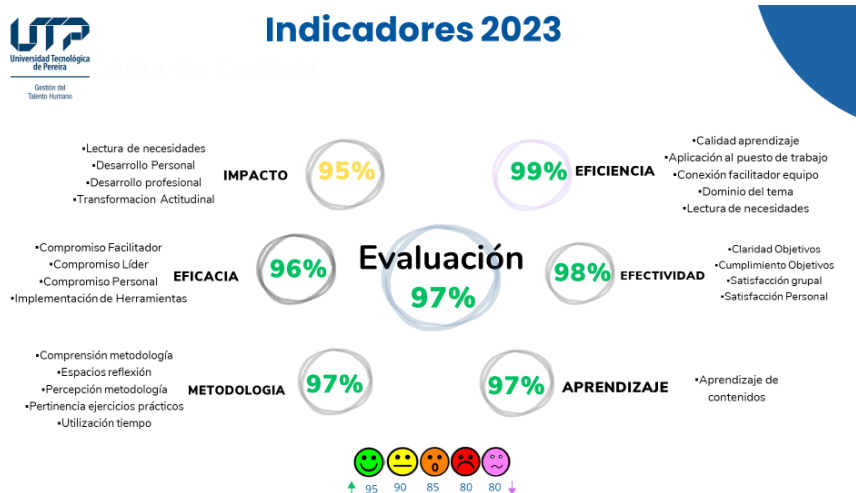 Indicadores 2023
UTP
Universidad Tecnológica
de Pereira
Gestión del
Talento Humano
ema de Control
▪Lectura de necesidades
▪Desarrollo Personal
▪Desarrollo profesional
▪Transformacion Actitudinal
IMPACTO
95%
99%
EFICIENCIA
▪Calidad aprendizaje
▪Aplicación al puesto de trabajo
▪Conexión facilitador equipo
▪Dominio del tema
▪Lectura de necesidades
▪Compromiso Facilitador
▪Compromiso Líder
▪Compromiso Personal
▪Implementación de Herramientas
EFICACIA
96%
Evaluación
97%
98%
EFECTIVIDAD
▪Claridad Objetivos
▪Cumplimiento Objetivos
▪Satisfacción grupal
▪Satisfacción Personal
▪Comprensión metodología
▪Espacios reflexión
▪Percepción metodología
▪Pertinencia ejercicios prácticos
▪Utilización tiempo
METODOLOGIA
97%
97%
APRENDIZAJE
▪Aprendizaje de
contenidos
95 90 85 80 80